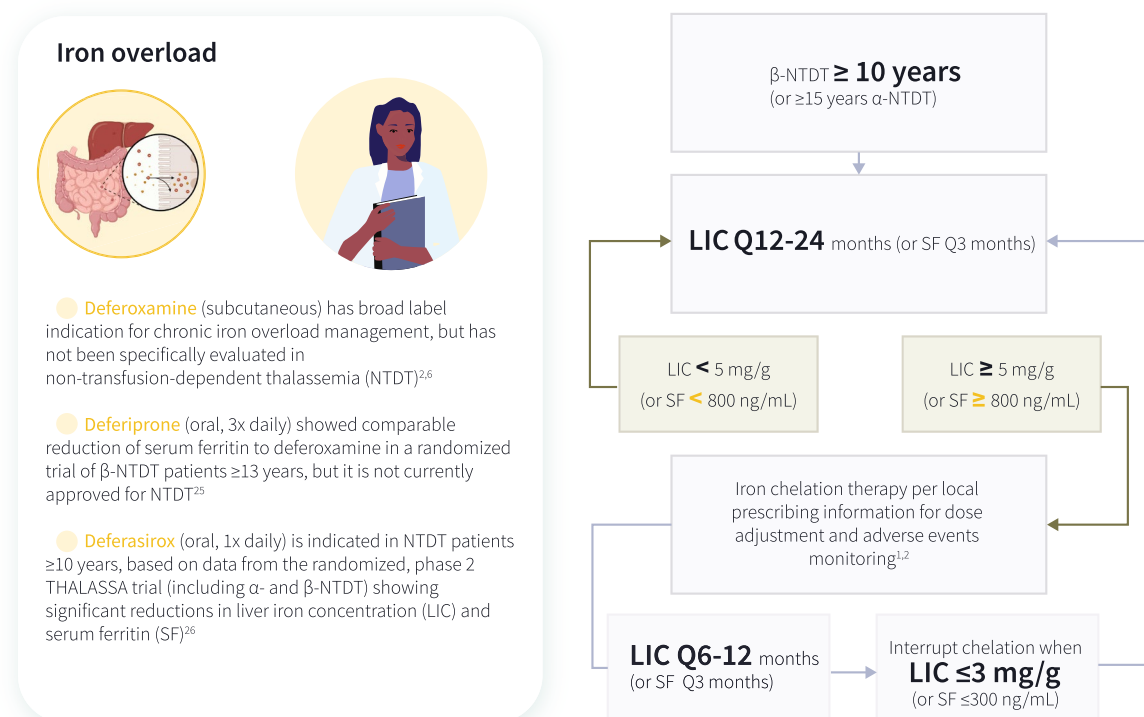 Iron overload
Deferoxamine (subcutaneous) has broad label
indication for chronic iron overload management, but has
not been specifically evaluated in
non-transfusion-dependent thalassemia (NTDT)2,6
Deferiprone (oral, 3x daily) showed comparable
reduction of serum ferritin to deferoxamine in a randomized
trial of β-NTDT patients ≥13 years, but it is not currently
approved for NTDT25
Deferasirox (oral, 1x daily) is indicated in NTDT patients
≥10 years, based on data from the randomized, phase 2
THALASSA trial (including α- and β-NTDT) showing
significant reductions in liver iron concentration (LIC) and
serum ferritin (SF)26
β-NTDT ≥ 10 years
(or ≥15 years α-NTDT)
LIC Q12-24 months (or SF Q3 months)
LIC < 5 mg/g
(or SF < 800 ng/mL)
LIC ≥ 5 mg/g
(or SF ≥ 800 ng/mL)
Iron chelation therapy per local
prescribing information for dose
adjustment and adverse events
monitoring1,2
LIC Q6-12 months
(or SF Q3 months)
Interrupt chelation when
LIC ≤3 mg/g
(or SF ≤300 ng/mL)